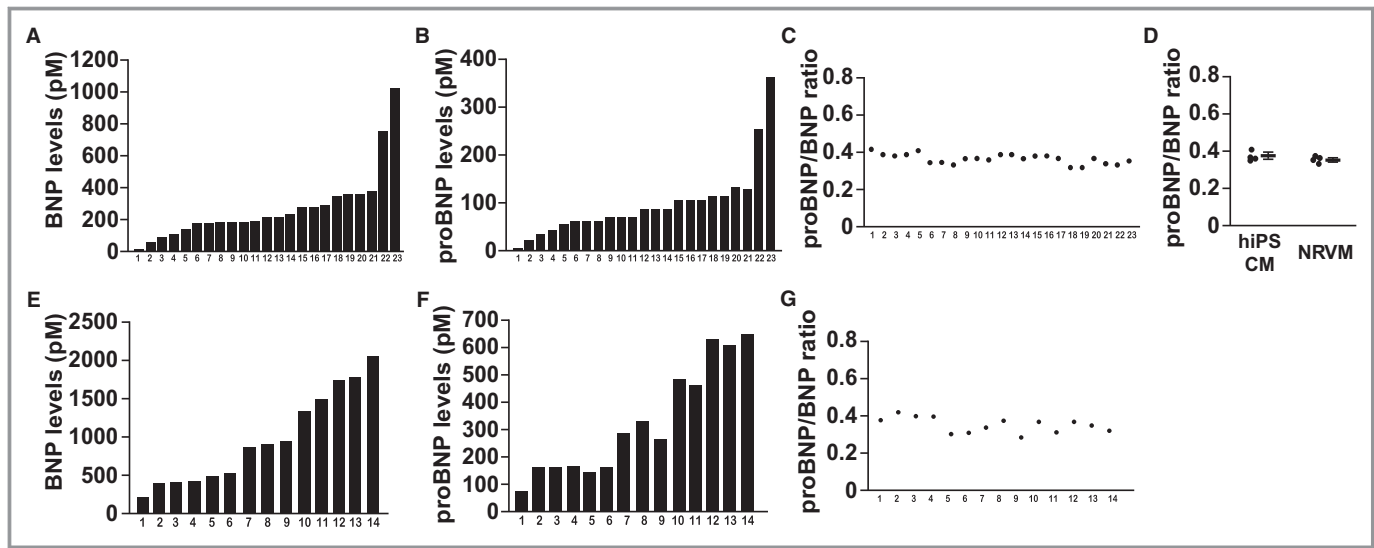 A
BNP levels (pM)
1200
1000
800
600
400
200
0
1 2 3 4 5 6 7 8 9 10 11 12 13 14 15 16 17 18 19 20 21 22 23
B
proBNP levels (pM)
400
300
200
100
0
1 2 3 4 5 6 7 8 9 10 11 12 13 14 15 16 17 18 19 20 21 22 23
C
proBNP/BNP ratio
0.8
0.6
0.4
0.2
0
1 2 3 4 5 6 7 8 9 10 11 12 13 14 15 16 17 18 19 20 21 22 23
D
proBNP/BNP ratio
0.8
0.6
0.4
0.2
0
hiPS
CM
NRVM
E
BNP levels (pM)
2500
2000
1500
1000
500
0
1 2 3 4 5 6 7 8 9 10 11 12 13 14
F
proBNP levels (pM)
700
600
500
400
300
200
100
0
1 2 3 4 5 6 7 8 9 10 11 12 13 14
G
proBNP/BNP ratio
0.8
0.6
0.4
0.2
0
1 2 3 4 5 6 7 8 9 10 11 12 13 14